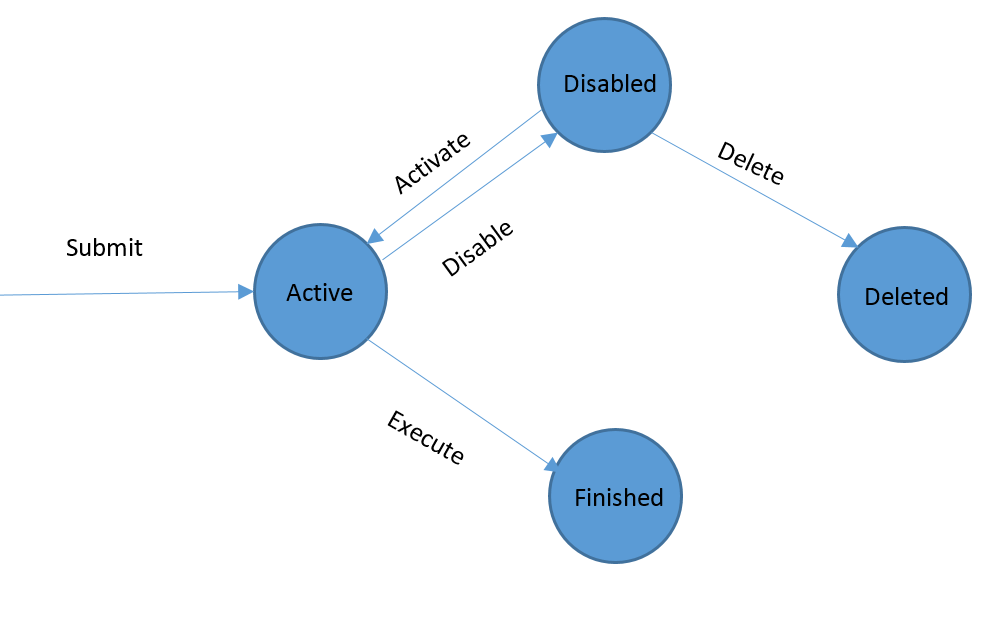 Disabled
Activate
Delete
Disable
Submit
Active
Deleted
Execute
Finished